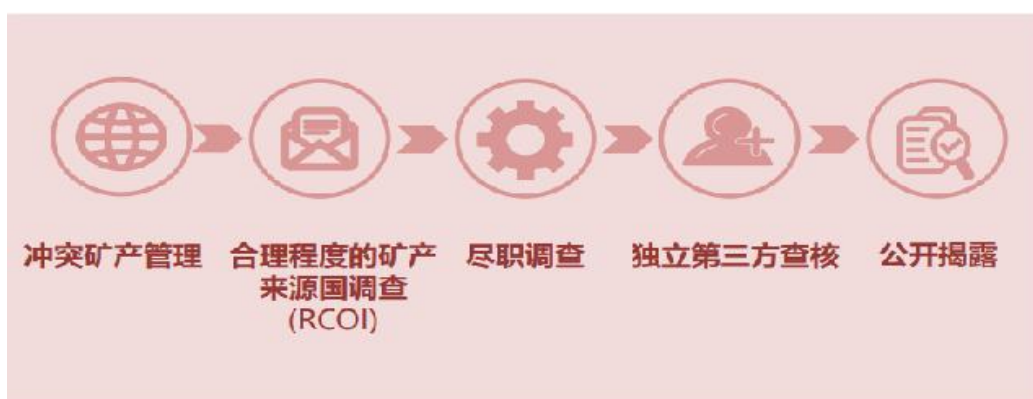 冲突矿产管理
合理程度的矿产
来源国调查
(RCOI)
尽职调查
独立第三方查核
公开揭露